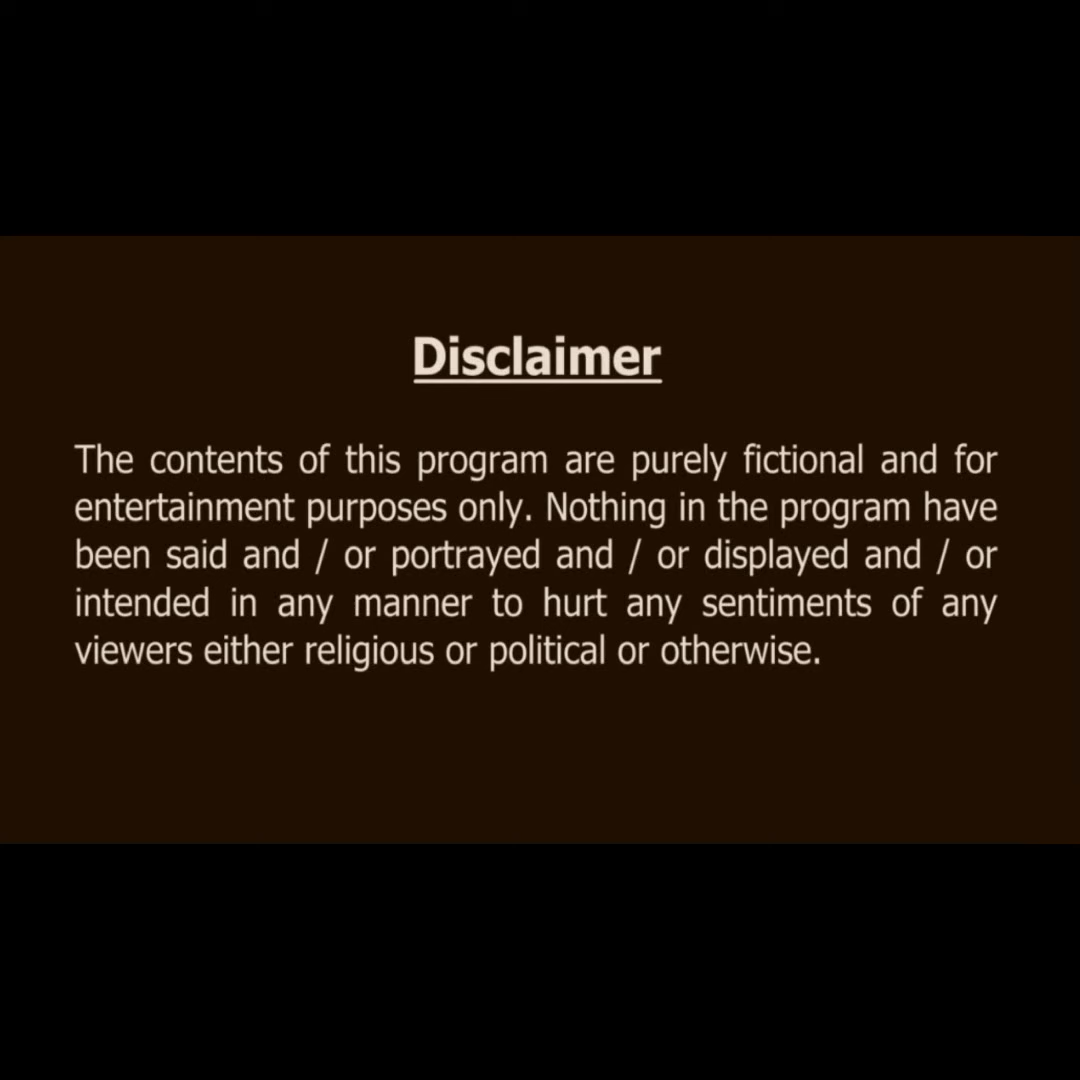 Disclaimer
The contents of this program are purely fictional and for
entertainment purposes only. Nothing in the program have
been said and / or portrayed and / or displayed and / or
intended in any manner to hurt any sentiments of any
viewers either religious or political or otherwise.